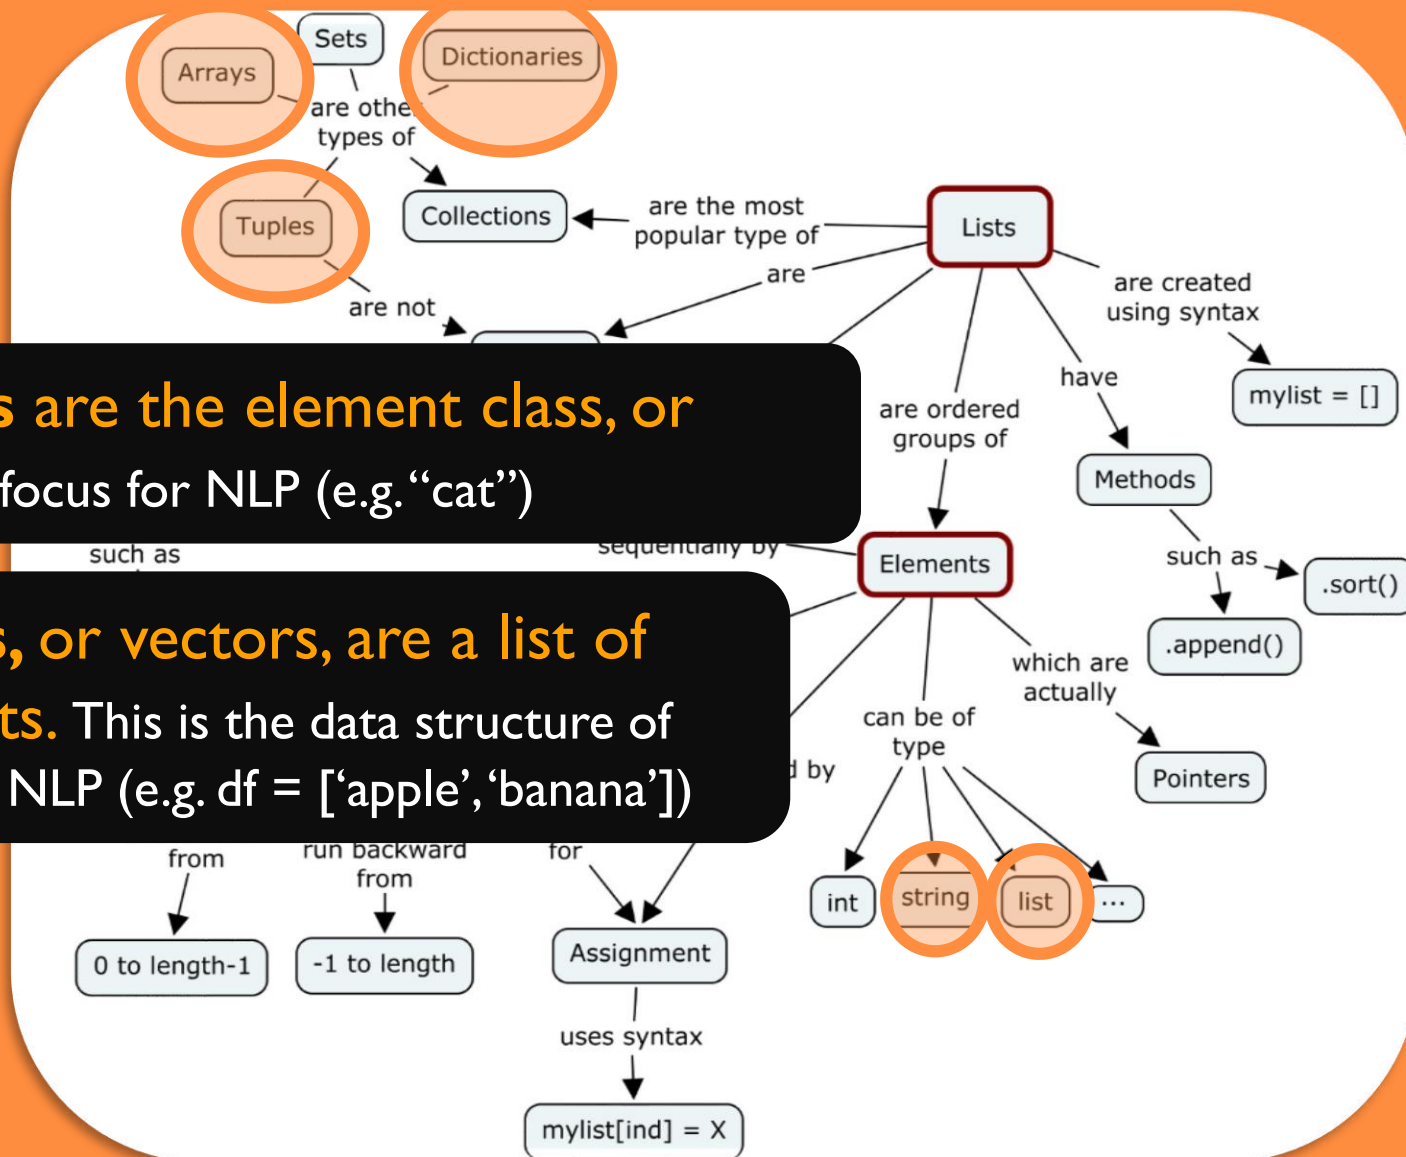 Sets
Dictionaries
Arrays
are othe
types of
Tuples
Collections
are the most
popular type of
Lists
are
are not
are created
using syntax
mylist = []
have
are ordered
groups of
Methods
such as
.sort()
.append()
s are the element class, or
focus for NLP (e.g. “cat”)
such as
sequentially by
Elements
s, or vectors, are a list of
ts. This is the data structure of
NLP (e.g. df = [‘apple’, ‘banana’])
which are
actually
Pointers
can be of
type
d by
int
string
list
...
from
run backward
from
for
0 to length-1
-1 to length
Assignment
uses syntax
mylist[ind] = X